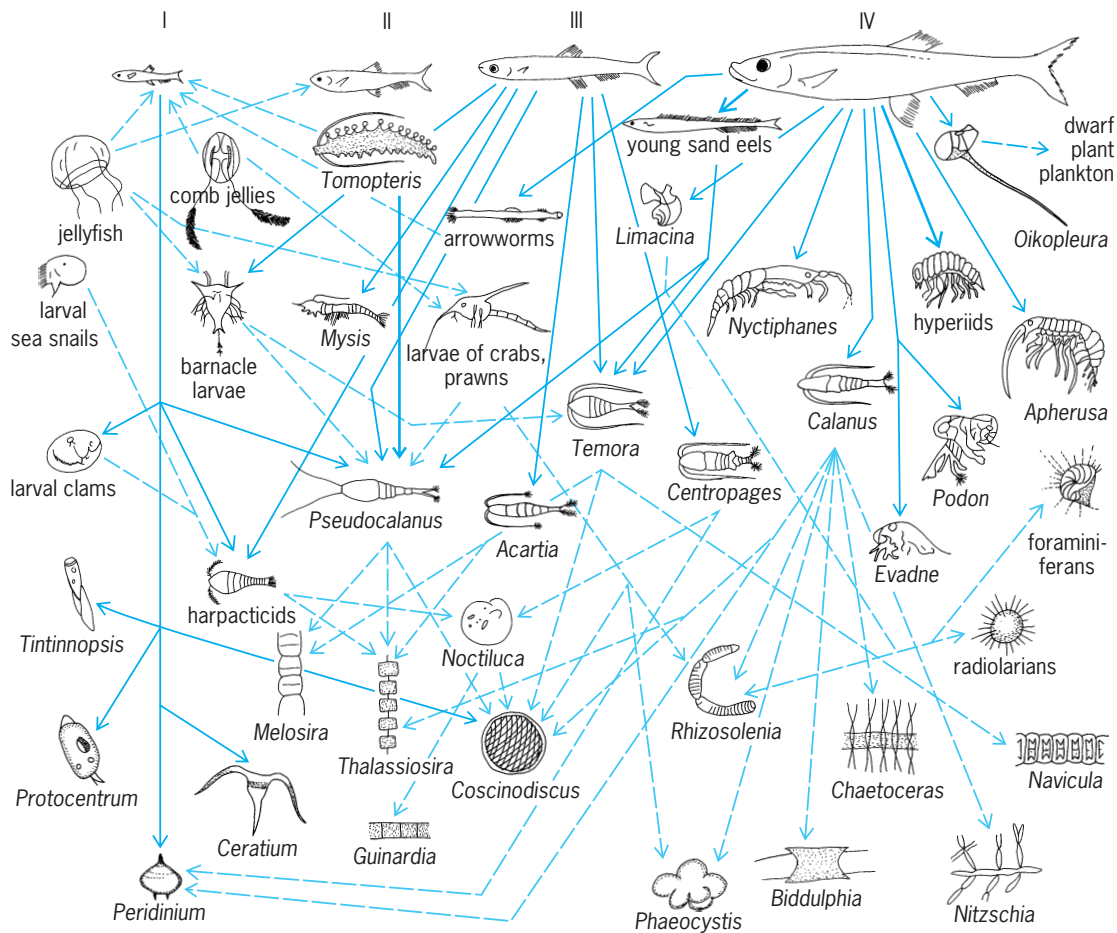 I
II
III
IV
young sand eels
dwarf
plant
plankton
Tomopteris
comb jellies
jellyfish
arrowworms
Limacina
Oikopleura
larval
sea snails
barnacle
larvae
Mysis
larvae of crabs,
prawns
Nyctiphanes
hyperiids
Apherusa
Calanus
Temora
larval clams
Pseudocalanus
Acartia
Centropages
Podon
Evadne
foramini-
ferans
Tintinnopsis
harpacticids
Noctiluca
radiolarians
Melosira
Thalassiosira
Coscinodiscus
Rhizosolenia
Chaetoceras
Navicula
Protocentrum
Ceratium
Guinardia
Peridinium
Phaeocystis
Biddulphia
Nitzschia